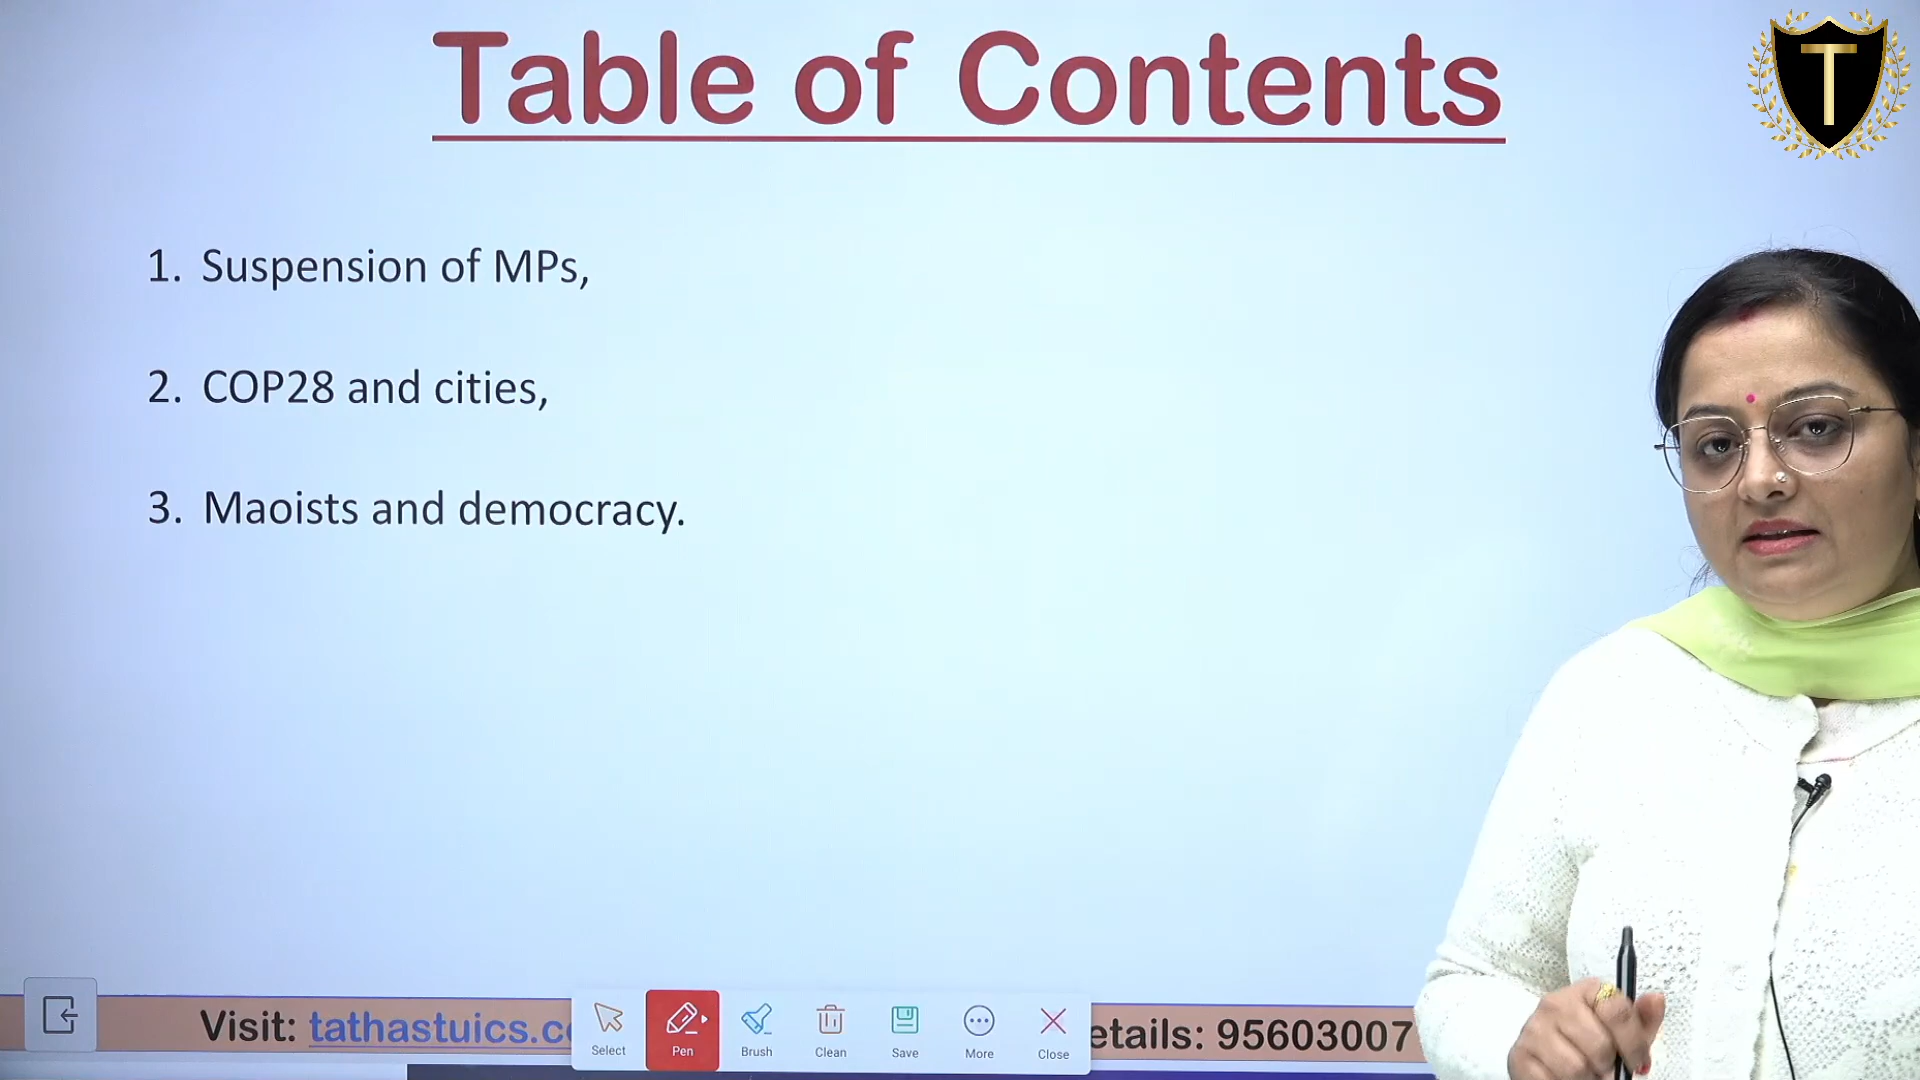 T
Table of Contents
1. Suspension of MPs,
2. COP28 and cities,
3. Maoists and democracy.
Visit: tathastuics.c
etails: 95603007
Select
Pen
Brush
Clean
Save
More
Close